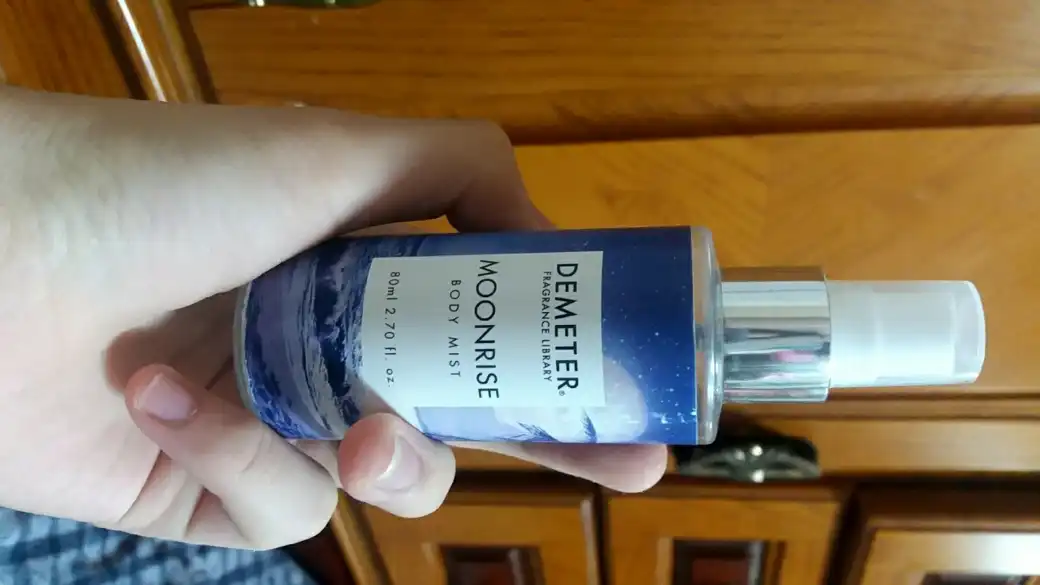 DEMETER®
FRAGRANCE LIBRARY
MOONRISE
BODY MIST
80ml 2.70 fl. oz.